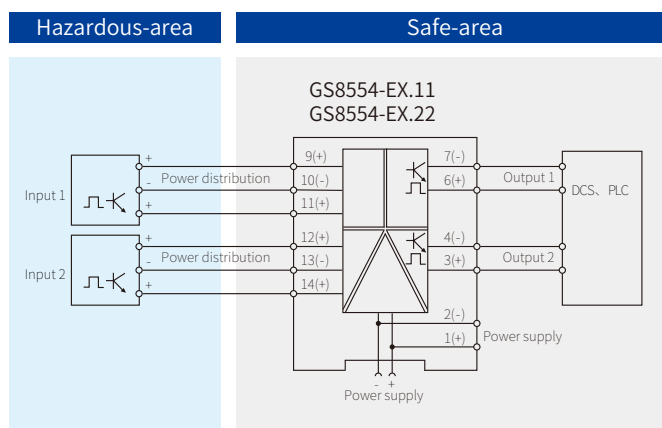 Hazardous-area
Safe-area
GS8554-EX.11
GS8554-EX.22
Input 1
+
- Power distribution
+
9(+)
10(-)
11(+)
7(-)
6(+)
Output 1
DCS、PLC
Input 2
+
- Power distribution
+
12(+)
13(-)
14(+)
4(-)
3(+)
Output 2
2(-)
1(+)
Power supply
- +
Power supply